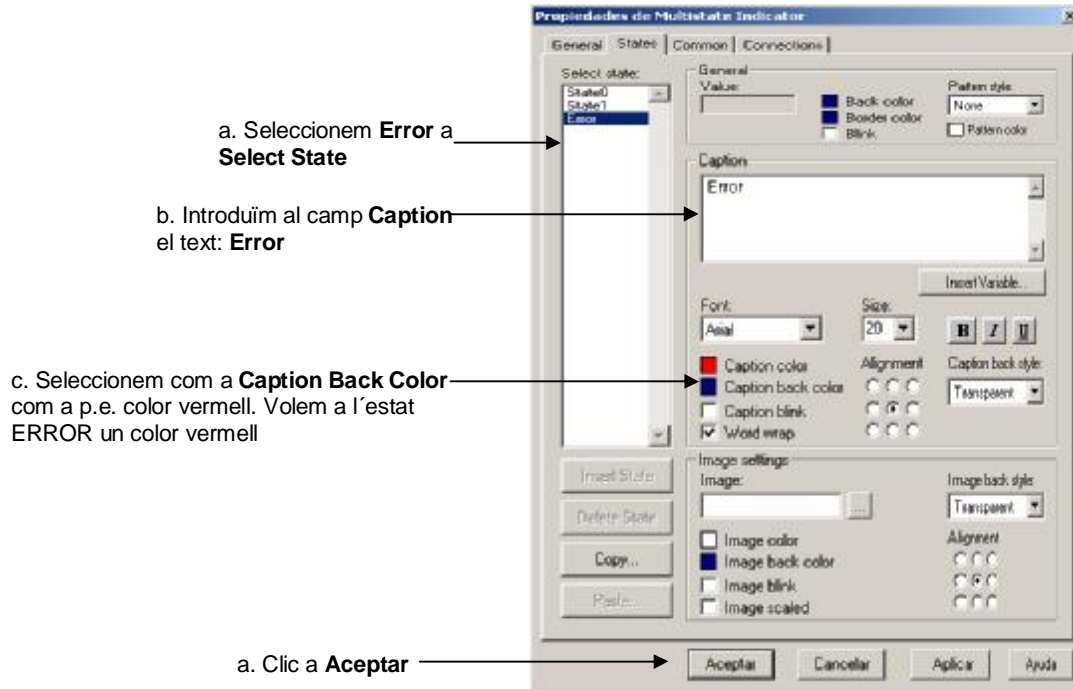 Propiedades de Multistate Indicator
General States Common Connections
Select state:
State0
State1
Error
General
Value:
Back color
Border color
Blink
Pattern style:
None
Pattern color
a. Seleccionem Error a
Select State
Caption
Error
b. Introduïm al camp Caption
el text: Error
Insert Variable...
Font:
Arial
Size:
20
B I U
c. Seleccionem com a Caption Back Color
com a p.e. color vermell. Volem a l´estat
ERROR un color vermell
Caption color
Caption back color
Caption blink
Word wrap
Alignment
Caption back style:
Transparent
Insert State
Delete State
Copy...
Paste...
Image settings
Image:
...
Image back style:
Transparent
Image color
Image back color
Image blink
Image scaled
Alignment
a. Clic a Aceptar
Aceptar Cancelar Aplicar Ayuda